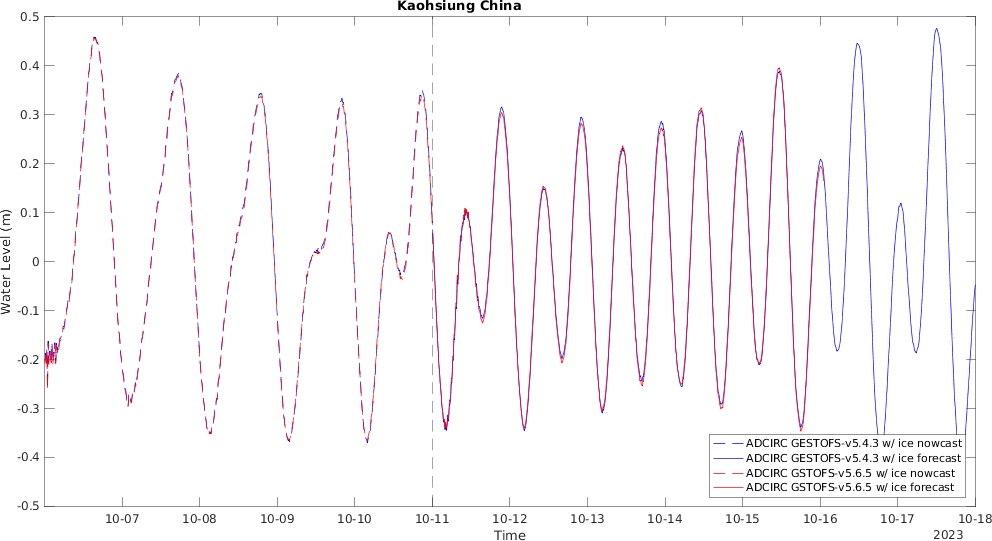 Kaohsiung China
0.5
0.4
0.3
0.2
0.1
0
-0.1
-0.2
-0.3
-0.4
-0.5
Water Level (m)
ADCIRC GESTOFS-v5.4.3 w/ ice nowcast
ADCIRC GESTOFS-v5.4.3 w/ ice forecast
ADCIRC GSTOFS-v5.6.5 w/ ice nowcast
ADCIRC GSTOFS-v5.6.5 w/ ice forecast
10-07 10-08 10-09 10-10 10-11 10-12 10-13 10-14 10-15 10-16 10-17 10-18
Time
2023